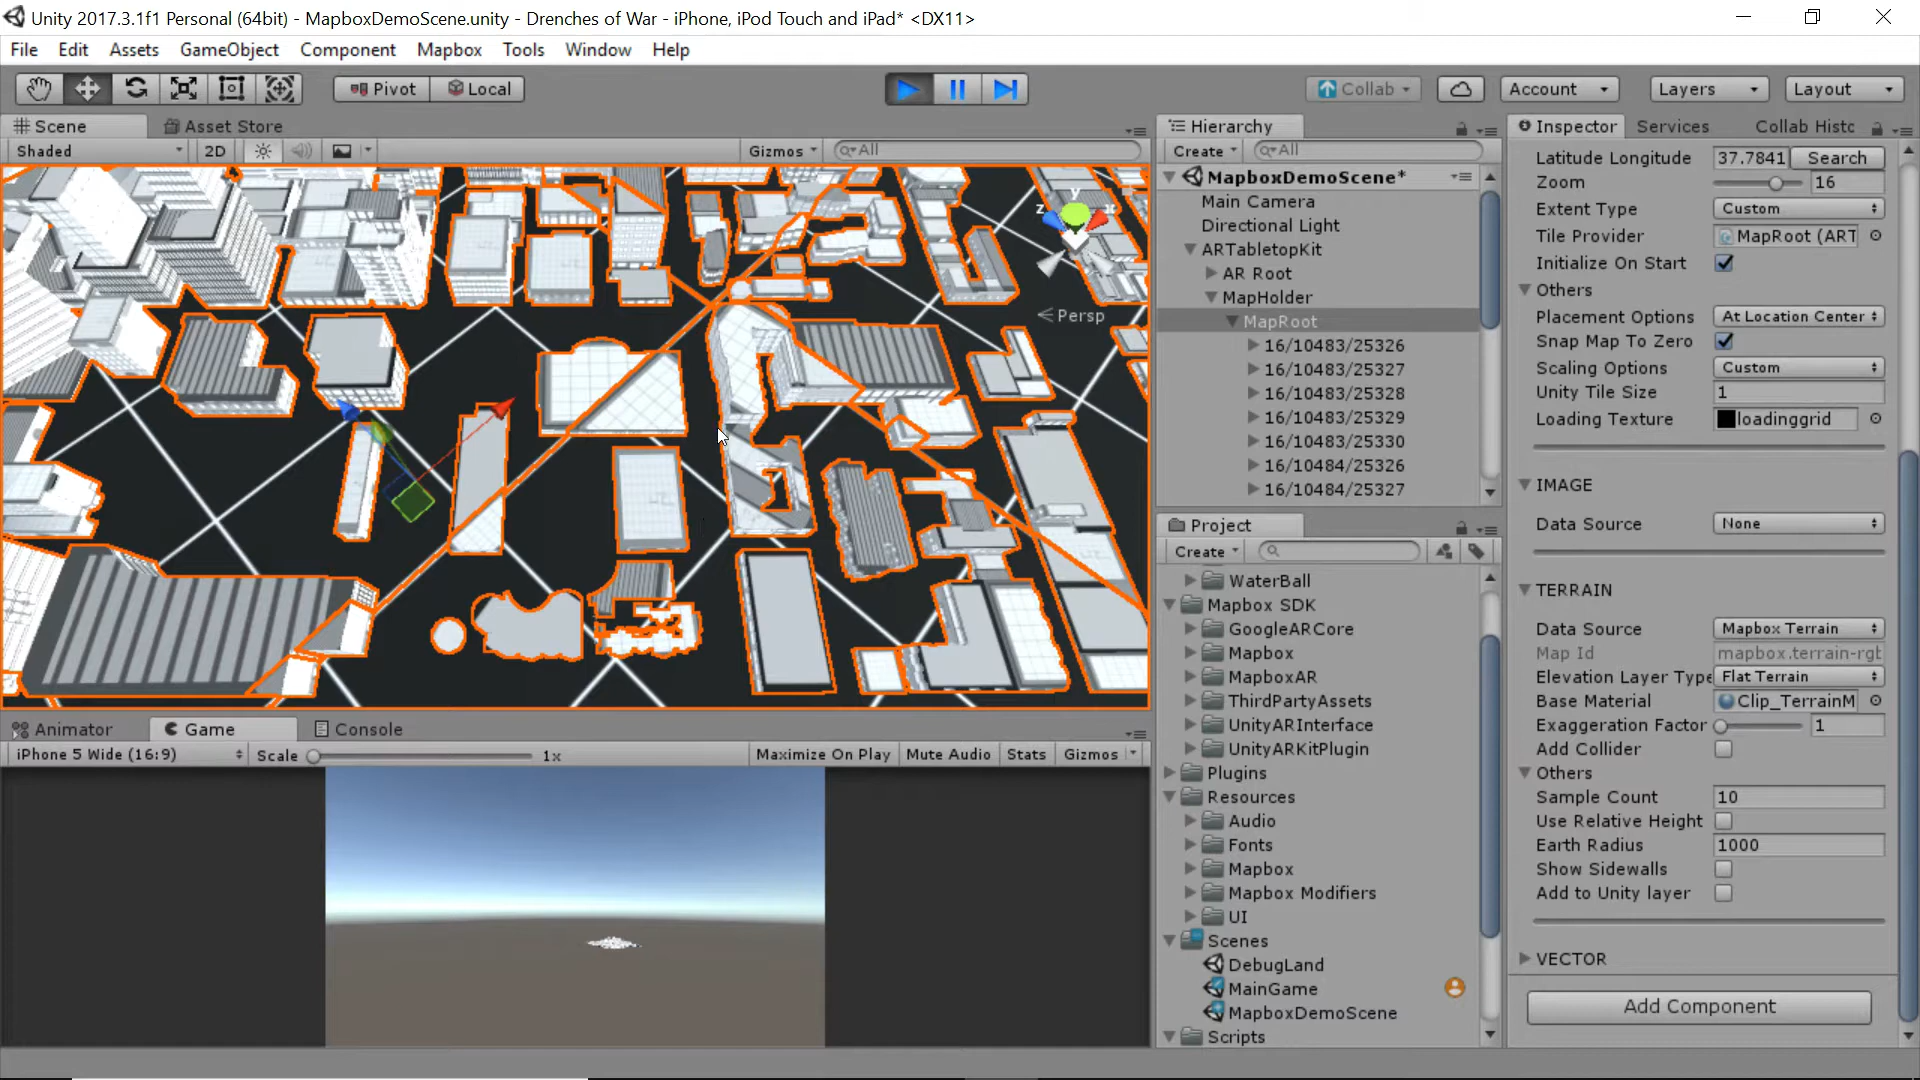 Unity 2017.3.1f1 Personal (64bit) - MapboxDemoScene.unity - Drenches of War - iPhone, iPod Touch and iPad* <DX11>
File Edit Assets GameObject Component Mapbox Tools Window Help
Pivot Local Collab Account Layers Layout
Scene Asset Store
Shaded 2D Gizmos All
y
z x
Persp
Animator Game Console
iPhone 5 Wide (16:9) Scale 1x Maximize On Play Mute Audio Stats Gizmos
Hierarchy
Create All
MapboxDemoScene*
Main Camera
Directional Light
ARTabletopKit
AR Root
MapHolder
MapRoot
16/10483/25326
16/10483/25327
16/10483/25328
16/10483/25329
16/10483/25330
16/10484/25326
16/10484/25327
Project
Create
WaterBall
Mapbox SDK
GoogleARCore
Mapbox
MapboxAR
ThirdPartyAssets
UnityARInterface
UnityARKitPlugin
Plugins
Resources
Audio
Fonts
Mapbox
Mapbox Modifiers
UI
Scenes
DebugLand
MainGame
MapboxDemoScene
Scripts
Inspector Services Collab Histo
Latitude Longitude 37.7841 Search
Zoom 16
Extent Type Custom
Tile Provider MapRoot (ART
Initialize On Start
Others
Placement Options At Location Center
Snap Map To Zero
Scaling Options Custom
Unity Tile Size 1
Loading Texture loadinggrid
IMAGE
Data Source None
TERRAIN
Data Source Mapbox Terrain
Map Id mapbox.terrain-rgb
Elevation Layer Type Flat Terrain
Base Material Clip_TerrainM
Exaggeration Factor 1
Add Collider
Others
Sample Count 10
Use Relative Height
Earth Radius 1000
Show Sidewalls
Add to Unity layer
VECTOR
Add Component